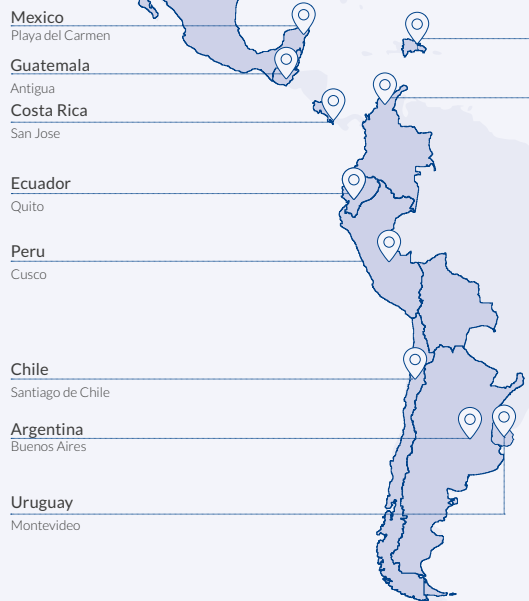 Mexico
Playa del Carmen
Guatemala
Antigua
Costa Rica
San Jose
Ecuador
Quito
Peru
Cusco
Chile
Santiago de Chile
Argentina
Buenos Aires
Uruguay
Montevideo